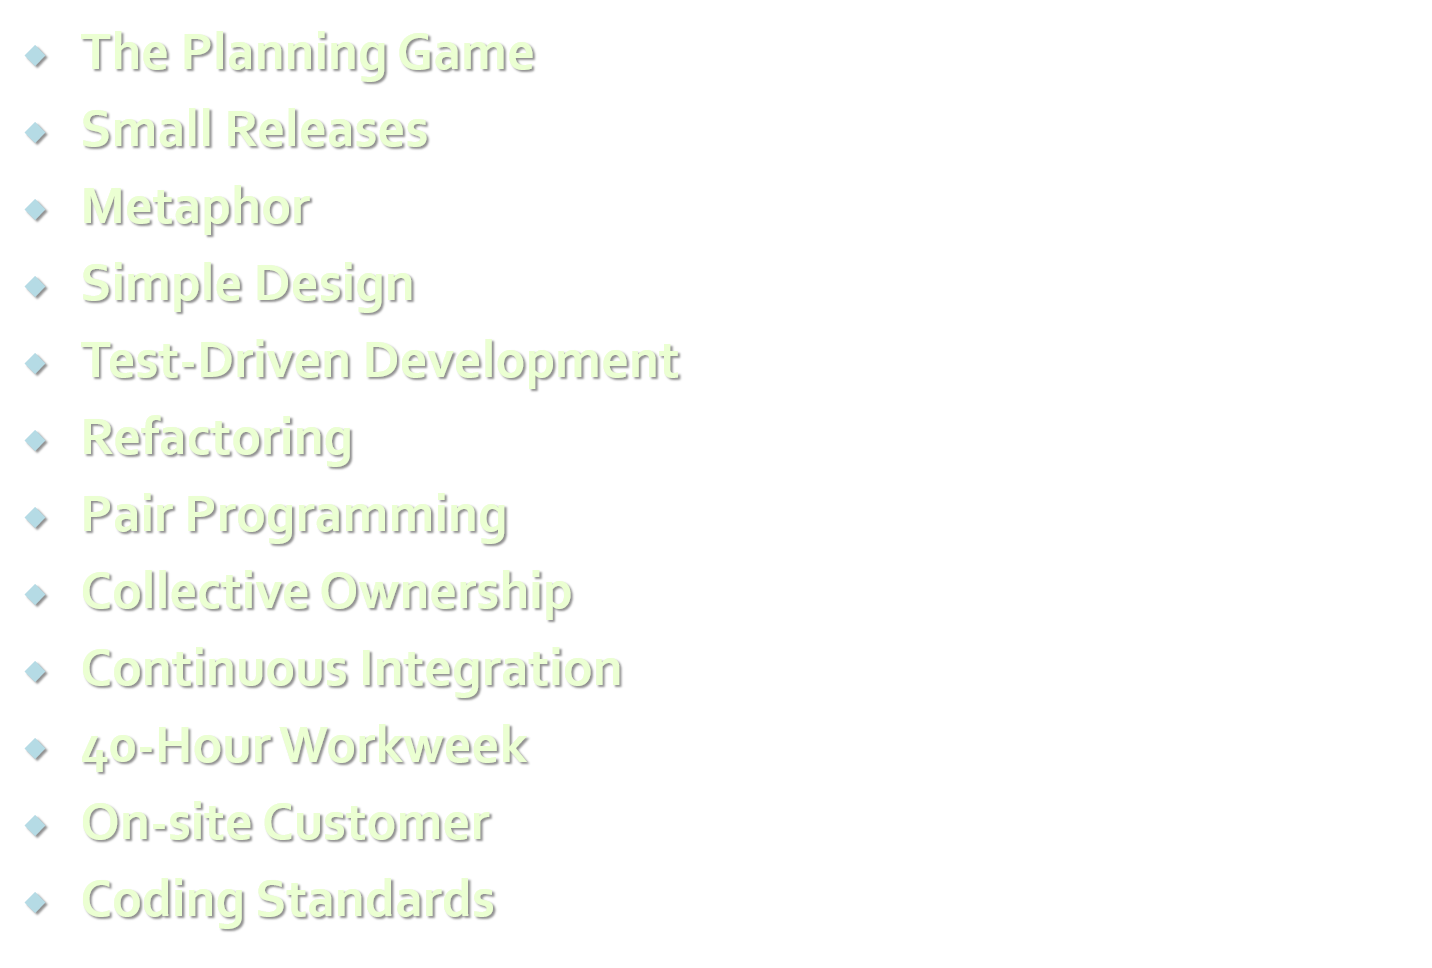 The Planning Game
Small Releases
Metaphor
Simple Design
Test-Driven Development
Refactoring
Pair Programming
Collective Ownership
Continuous Integration
40-Hour Workweek
On-site Customer
Coding Standards